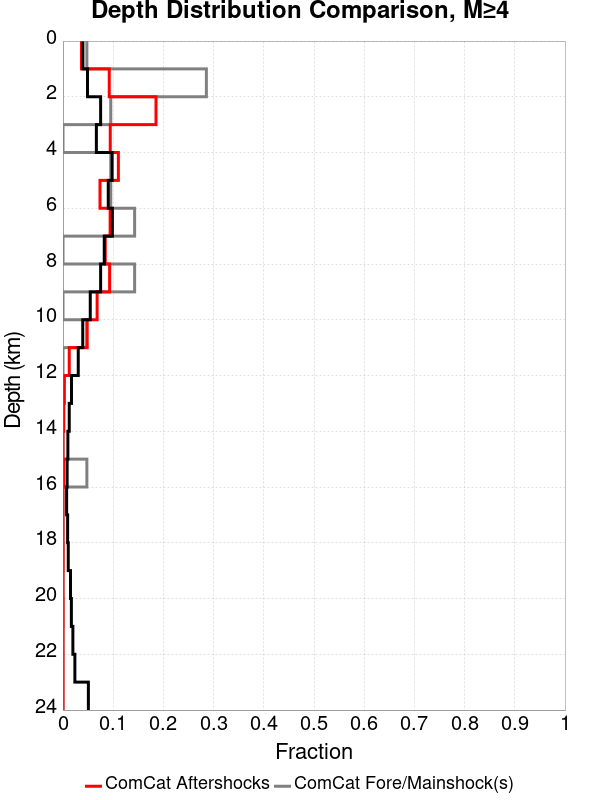 Depth Distribution Comparison, M≥4
0
2
4
6
8
10
12
14
16
18
20
22
24
Depth (km)
0 0.1 0.2 0.3 0.4 0.5 0.6 0.7 0.8 0.9 1
Fraction
ComCat Aftershocks ComCat Fore/Mainshock(s)